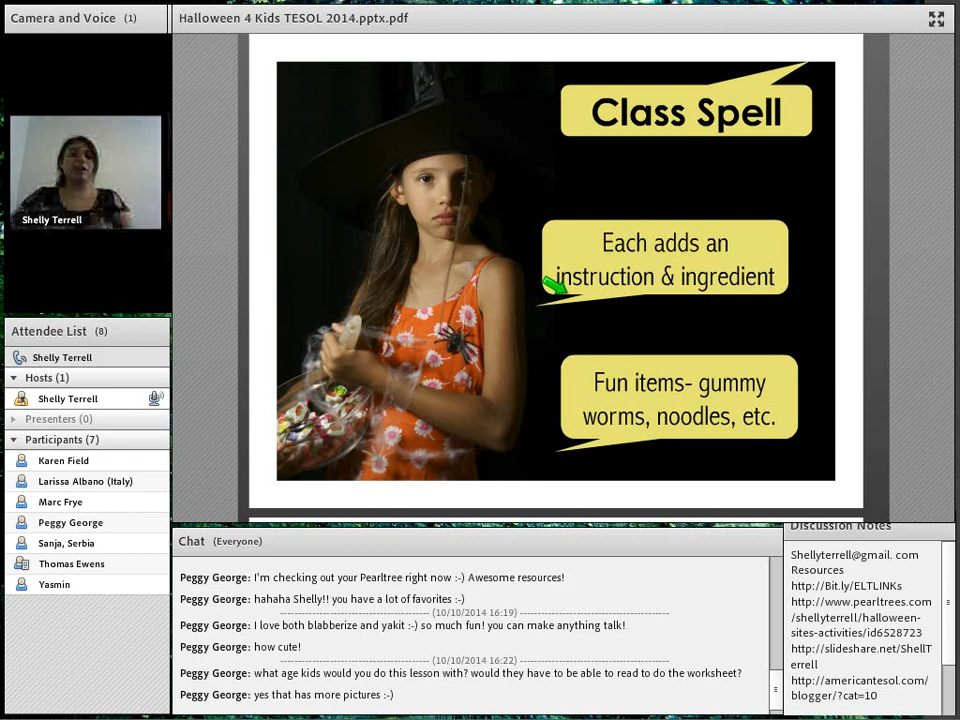 Camera and Voice (1)
Shelly Terrell
Attendee List (8)
Shelly Terrell
Hosts (1)
Shelly Terrell
Presenters (0)
Participants (7)
Karen Field
Larissa Albano (Italy)
Marc Frye
Peggy George
Sanja, Serbia
Thomas Ewens
Yasmin
Halloween 4 Kids TESOL 2014.pptx.pdf
Class Spell
Each adds an
instruction & ingredient
Fun items- gummy
worms, noodles, etc.
Chat (Everyone)
Peggy George: I'm checking out your Pearltree right now :-) Awesome resources!
Peggy George: hahaha Shelly!! you have a lot of favorites :-)
(10/10/2014 16:19)
Peggy George: I love both blabberize and yakit :-) so much fun! you can make anything talk!
Peggy George: how cute!
(10/10/2014 16:22)
Peggy George: what age kids would you do this lesson with? would they have to be able to read to do the worksheet?
Peggy George: yes that has more pictures :-)
Discussion Notes
Shellyterrell@gmail. com
Resources
http://Bit.ly/ELTLINKs
http://www.pearltrees.com
/shellyterrell/halloween-
sites-activities/id6528723
http://slideshare.net/ShellT
errell
http://americantesol.com/
blogger/?cat=10